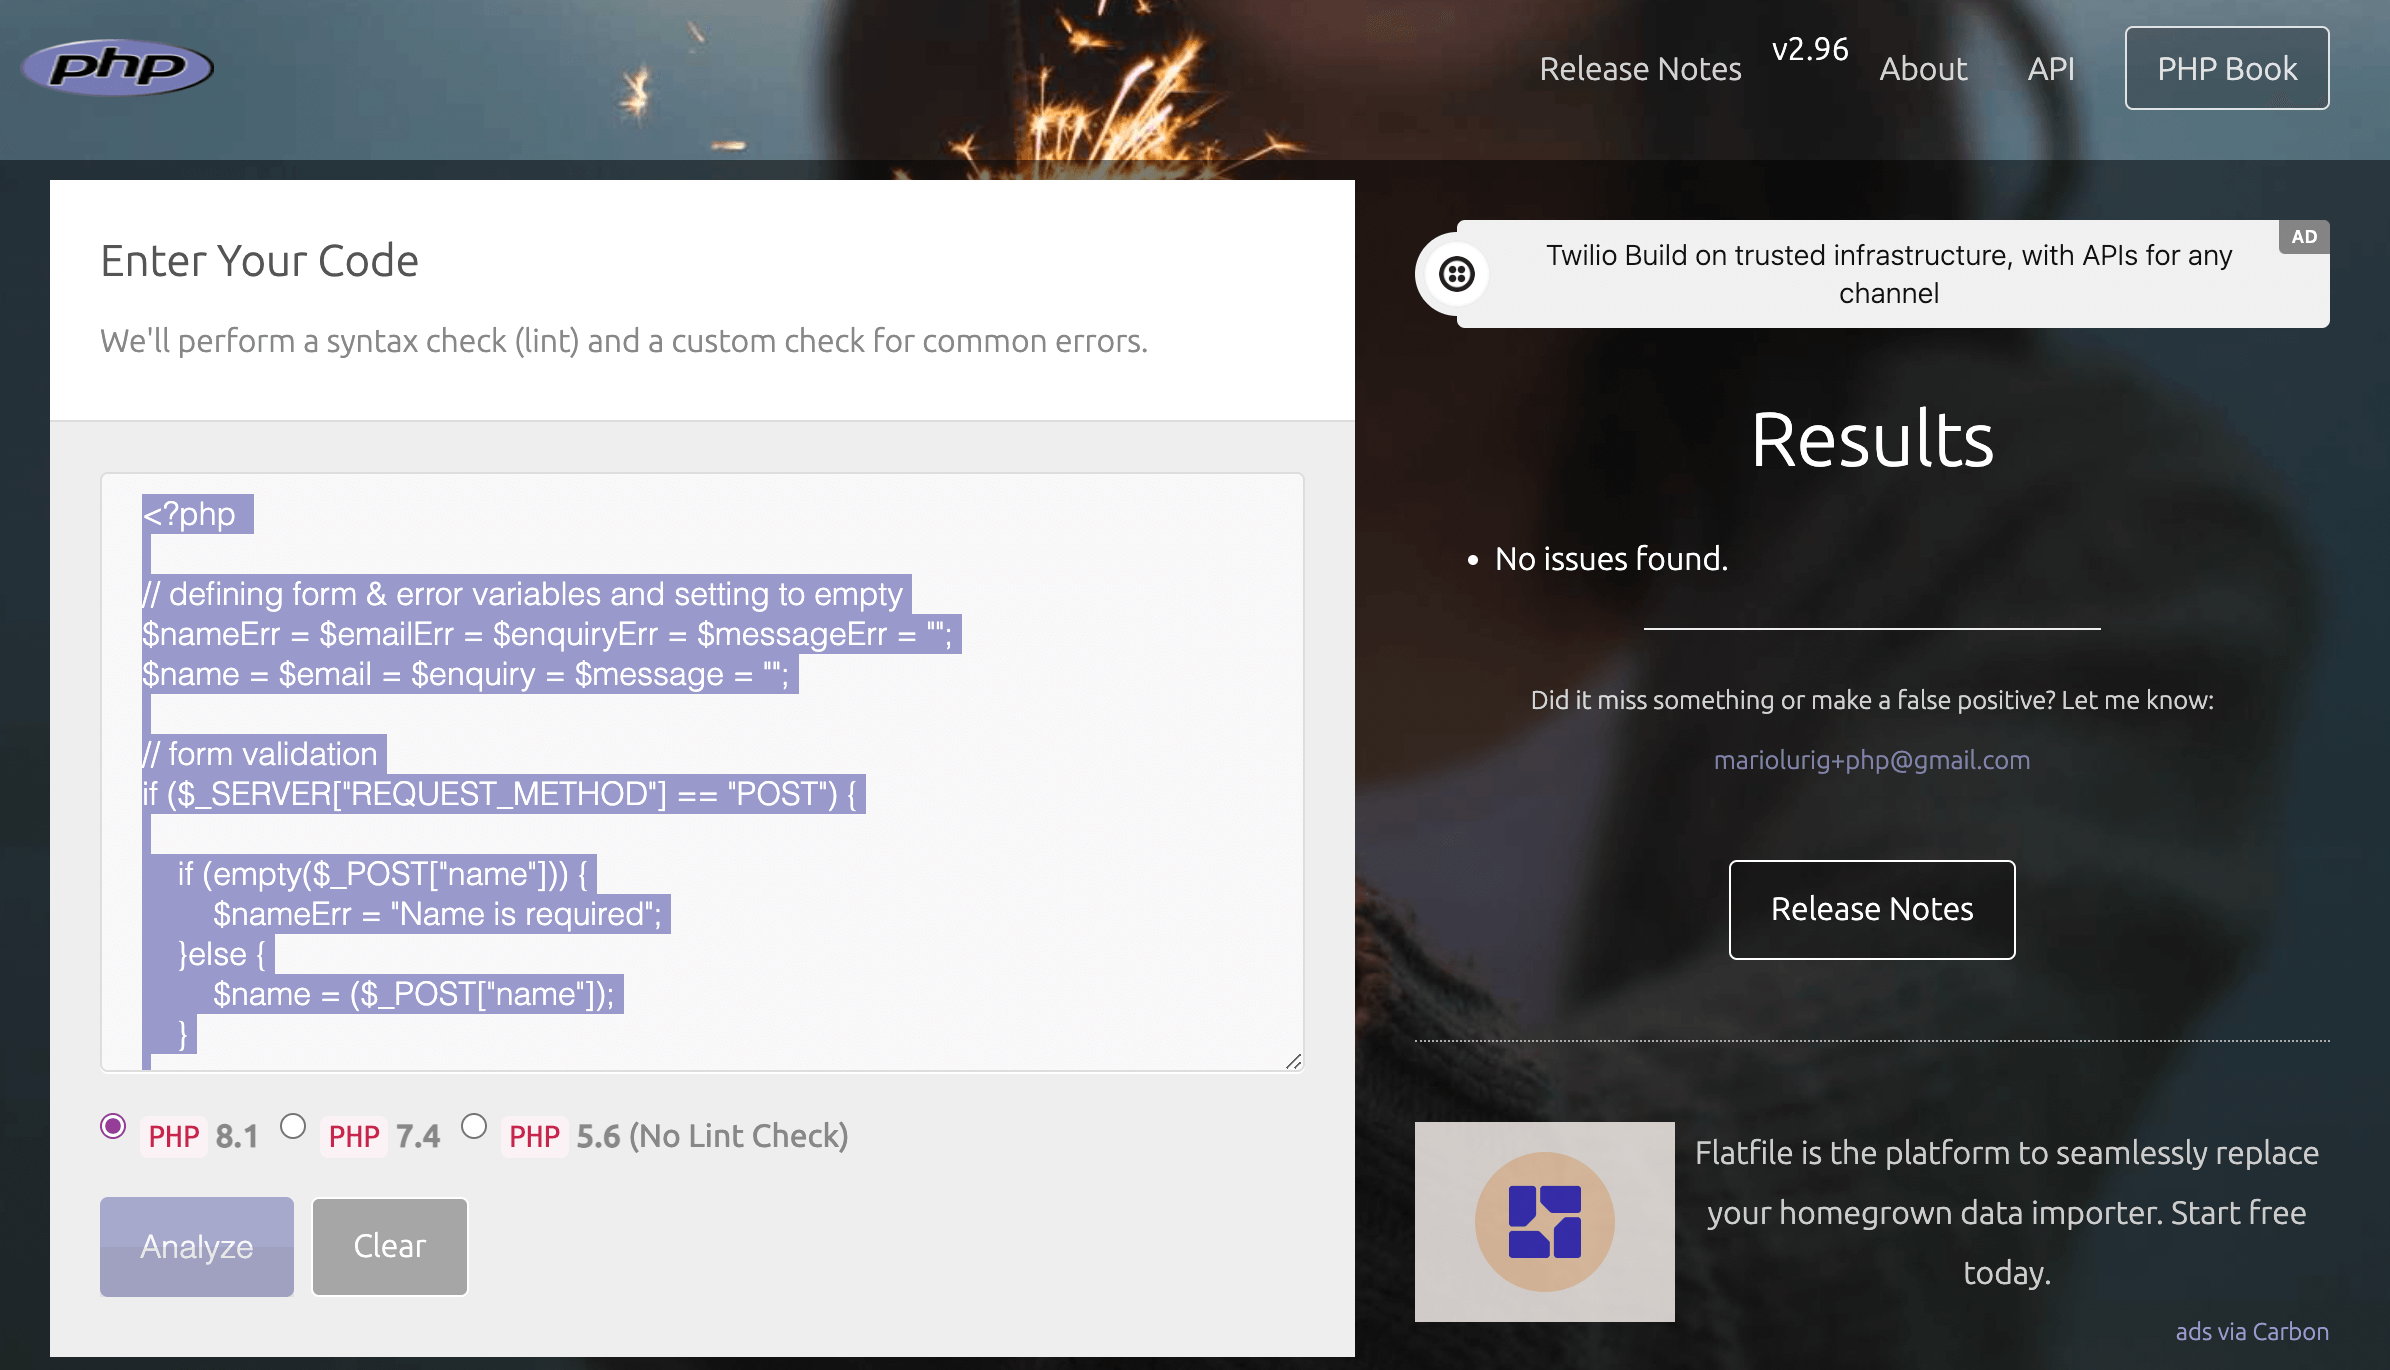 php
Release Notes
v2.96
About
API
PHP Book
Enter Your Code
We'll perform a syntax check (lint) and a custom check for common errors.
<?php
// defining form & error variables and setting to empty
$nameErr = $emailErr = $enquiryErr = $messageErr = "";
$name = $email = $enquiry = $message = "";
// form validation
if ($_SERVER["REQUEST_METHOD"] == "POST") {
if (empty($_POST["name"])) {
$nameErr = "Name is required";
}else {
$name = ($_POST["name"]);
}
PHP 8.1
PHP 7.4
PHP 5.6 (No Lint Check)
Analyze
Clear
AD
Twilio Build on trusted infrastructure, with APIs for any
channel
Results
• No issues found.
Did it miss something or make a false positive? Let me know:
mariolurig+php@gmail.com
Release Notes
Flatfile is the platform to seamlessly replace
your homegrown data importer. Start free
today.
ads via Carbon